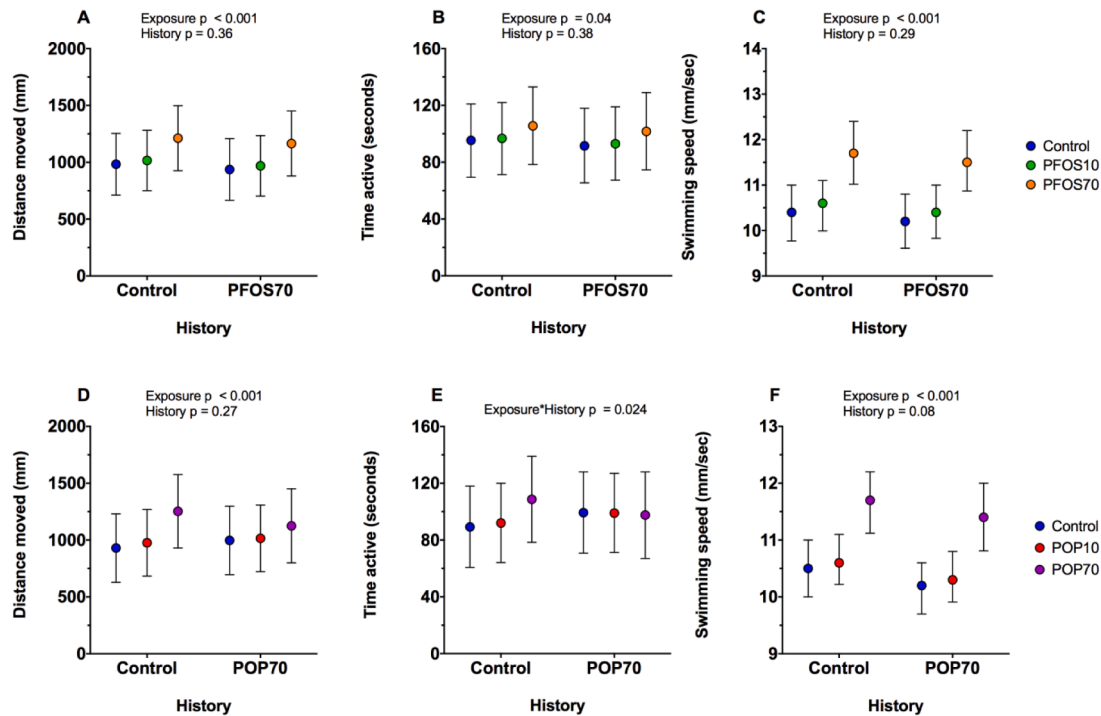 A
Exposure p < 0.001
History p = 0.36
Distance moved (mm)
2000
1500
1000
500
0
Control PFOS70
History
B
Exposure p = 0.04
History p = 0.38
Time active (seconds)
160
120
80
40
0
Control PFOS70
History
C
Exposure p < 0.001
History p = 0.29
Swimming speed (mm/sec)
14
13
12
11
10
9
Control PFOS70
History
Control
PFOS10
PFOS70
D
Exposure p < 0.001
History p = 0.27
Distance moved (mm)
2000
1500
1000
500
0
Control POP70
History
E
Exposure*History p = 0.024
Time active (seconds)
160
120
80
40
0
Control POP70
History
F
Exposure p < 0.001
History p = 0.08
Swimming speed (mm/sec)
13
12
11
10
9
Control POP70
History
Control
POP10
POP70